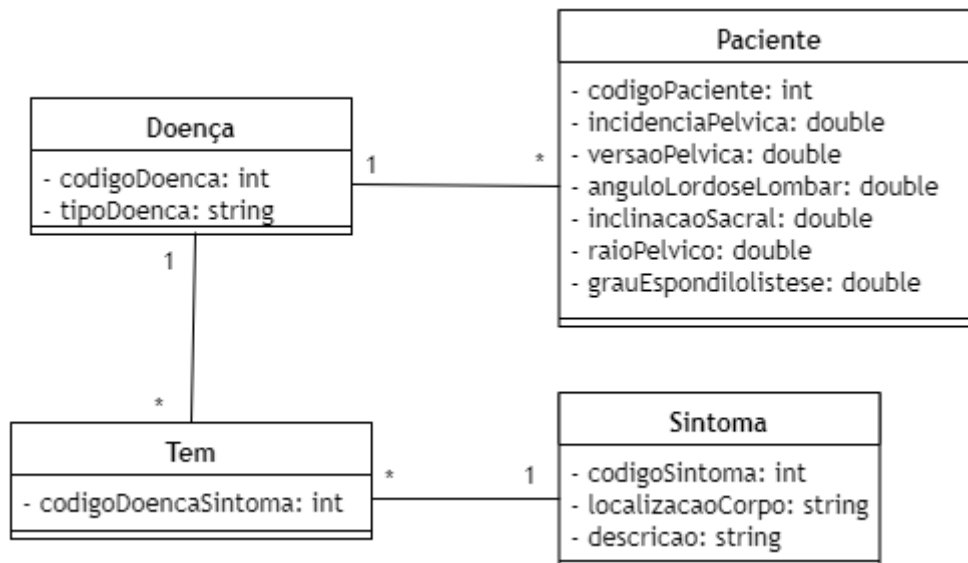 Paciente
- codigoPaciente: int
- incidenciaPelvica: double
- versaoPelvica: double
- anguloLordoseLombar: double
- inclinacaoSacral: double
- raioPelvico: double
- grauEspondilolistese: double
Doença
- codigoDoenca: int
- tipoDoenca: string
1
*
1
*
Tem
- codigoDoencaSintoma: int
*
1
Sintoma
- codigoSintoma: int
- localizacaoCorpo: string
- descricao: string